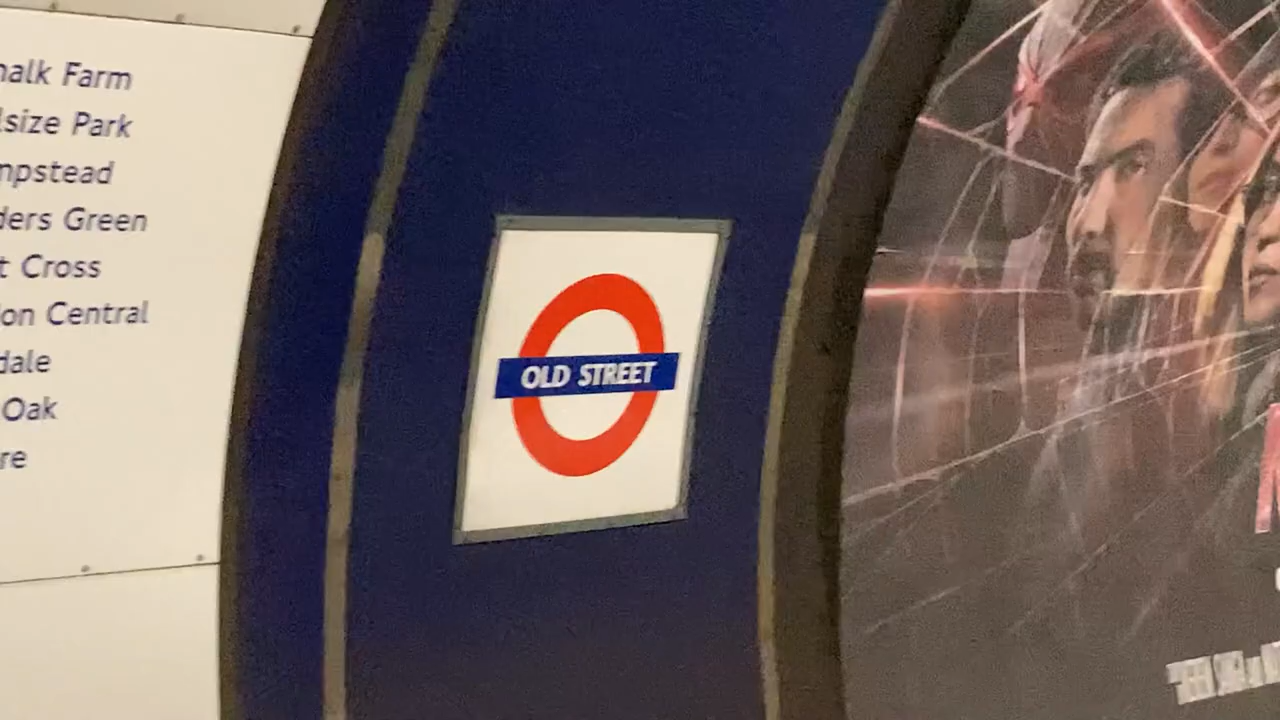 halk Farm
lsize Park
mpstead
ders Green
t Cross
on Central
dale
Oak
re
OLD STREET